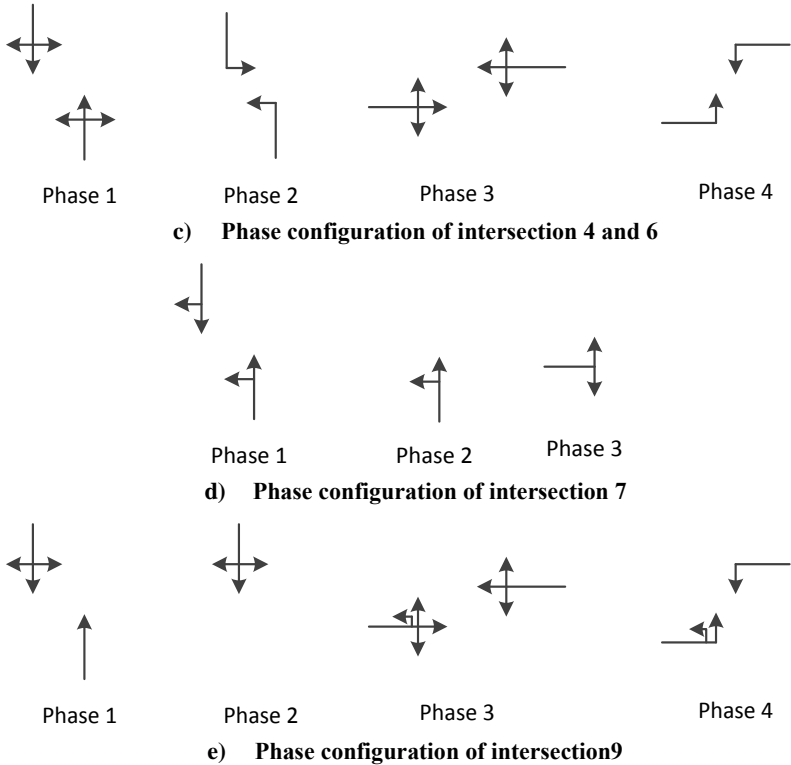 Phase 1 Phase 2 Phase 3 Phase 4
c) Phase configuration of intersection 4 and 6
Phase 1 Phase 2 Phase 3
d) Phase configuration of intersection 7
Phase 1 Phase 2 Phase 3 Phase 4
e) Phase configuration of intersection9